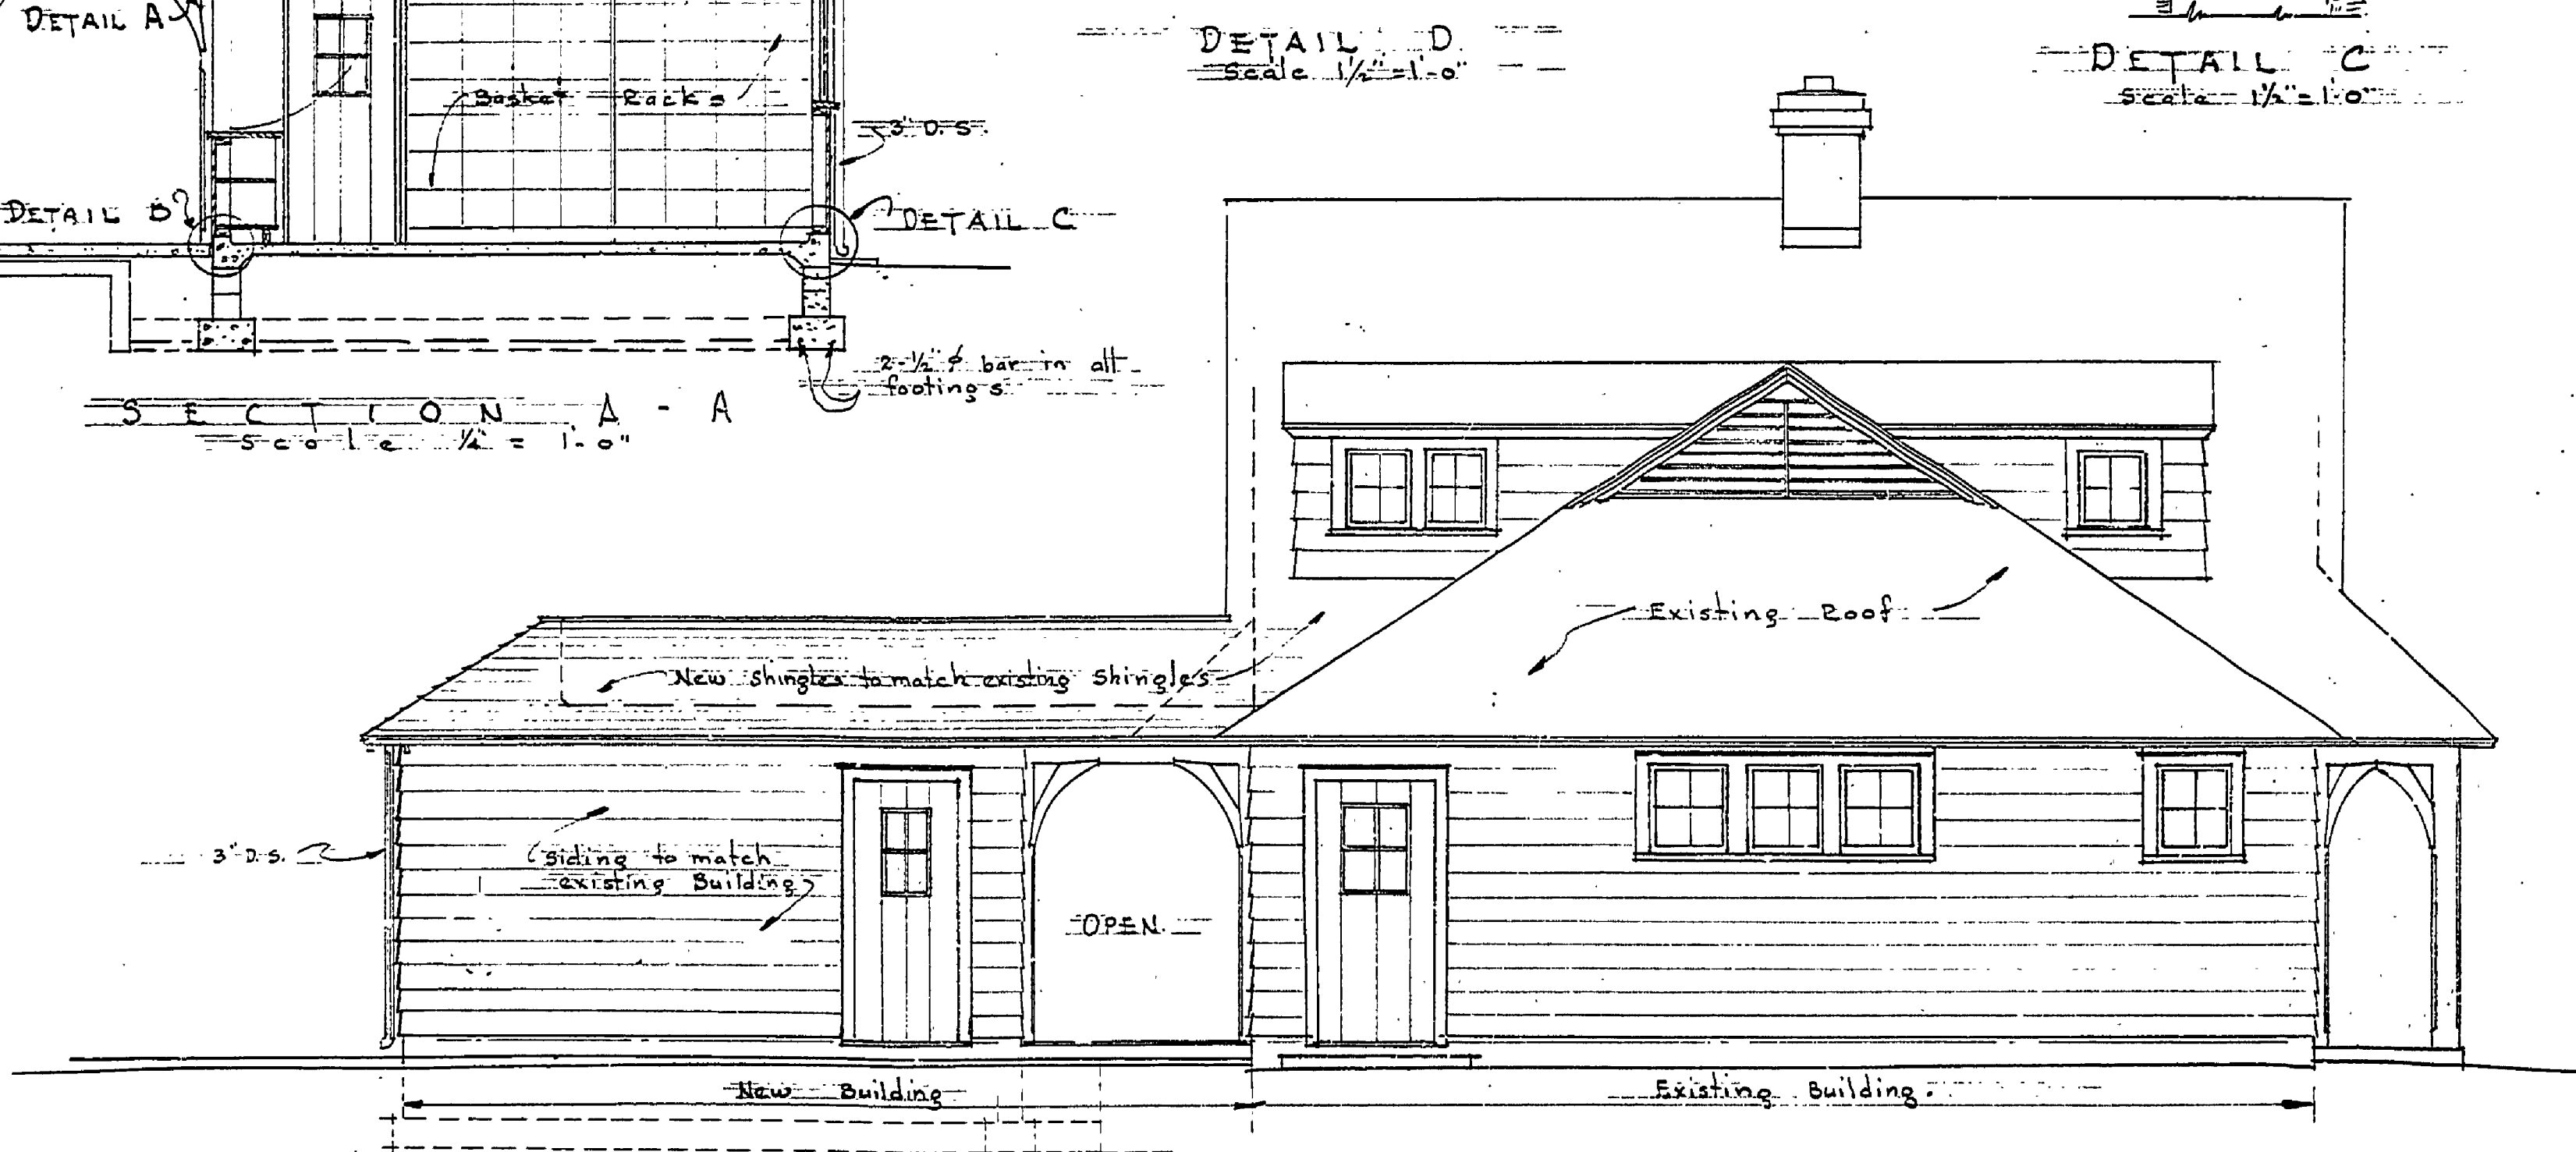 DETAIL A
DETAIL D
Scale 1½"=1'-0"
DETAIL C
Scale 1½"=1'-0"
Basket Racks
3" D.S.
DETAIL B
DETAIL C
2-½" ϕ bar in all
footings
SECTION A-A
Scale ¼" = 1'-0"
Existing Roof
New shingles to match existing Shingles
3" D.S.
siding to match
existing Building
OPEN.
New Building
Existing Building.